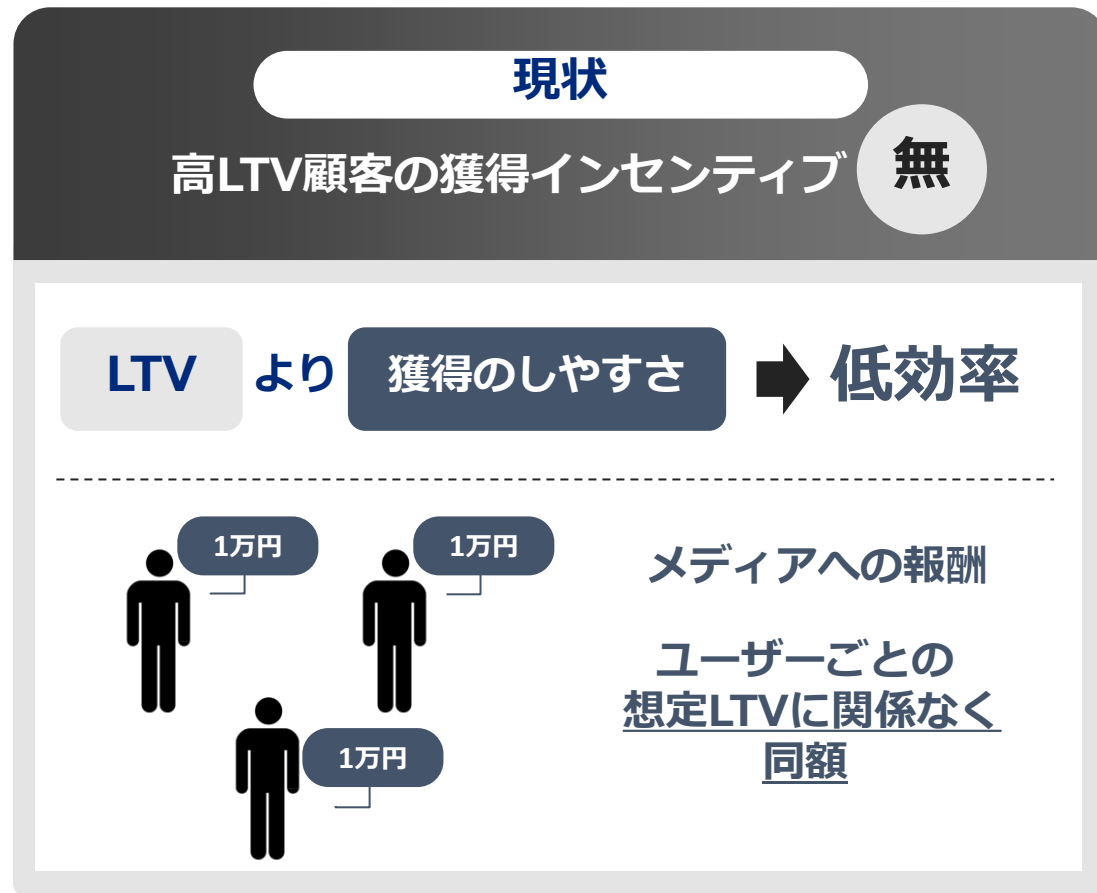 現状
高LTV顧客の獲得インセンティブ 無
LTV より 獲得のしやすさ 低効率
1万円
1万円
1万円
メディアへの報酬
ユーザーごとの
想定LTVに関係なく
同額